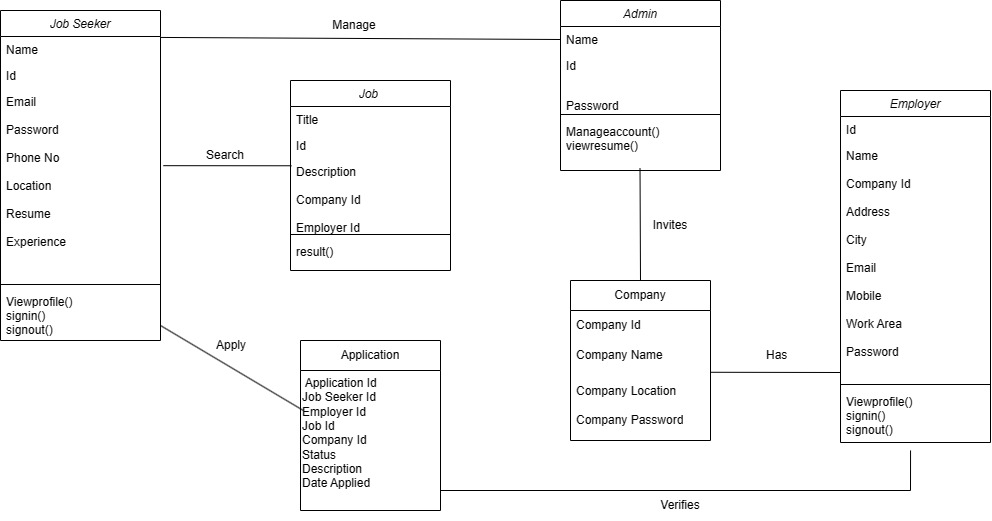 Job Seeker
Name
Id
Email
Password
Phone No
Location
Resume
Experience
Viewprofile()
signin()
signout()
Manage
Search
Apply
Job
Title
Id
Description
Company Id
Employer Id
result()
Admin
Name
Id
Password
Manageaccount()
viewresume()
Invites
Company
Company Id
Company Name
Company Location
Company Password
Has
Employer
Id
Name
Company Id
Address
City
Email
Mobile
Work Area
Password
Viewprofile()
signin()
signout()
Application
Application Id
Job Seeker Id
Employer Id
Job Id
Company Id
Status
Description
Date Applied
Verifies